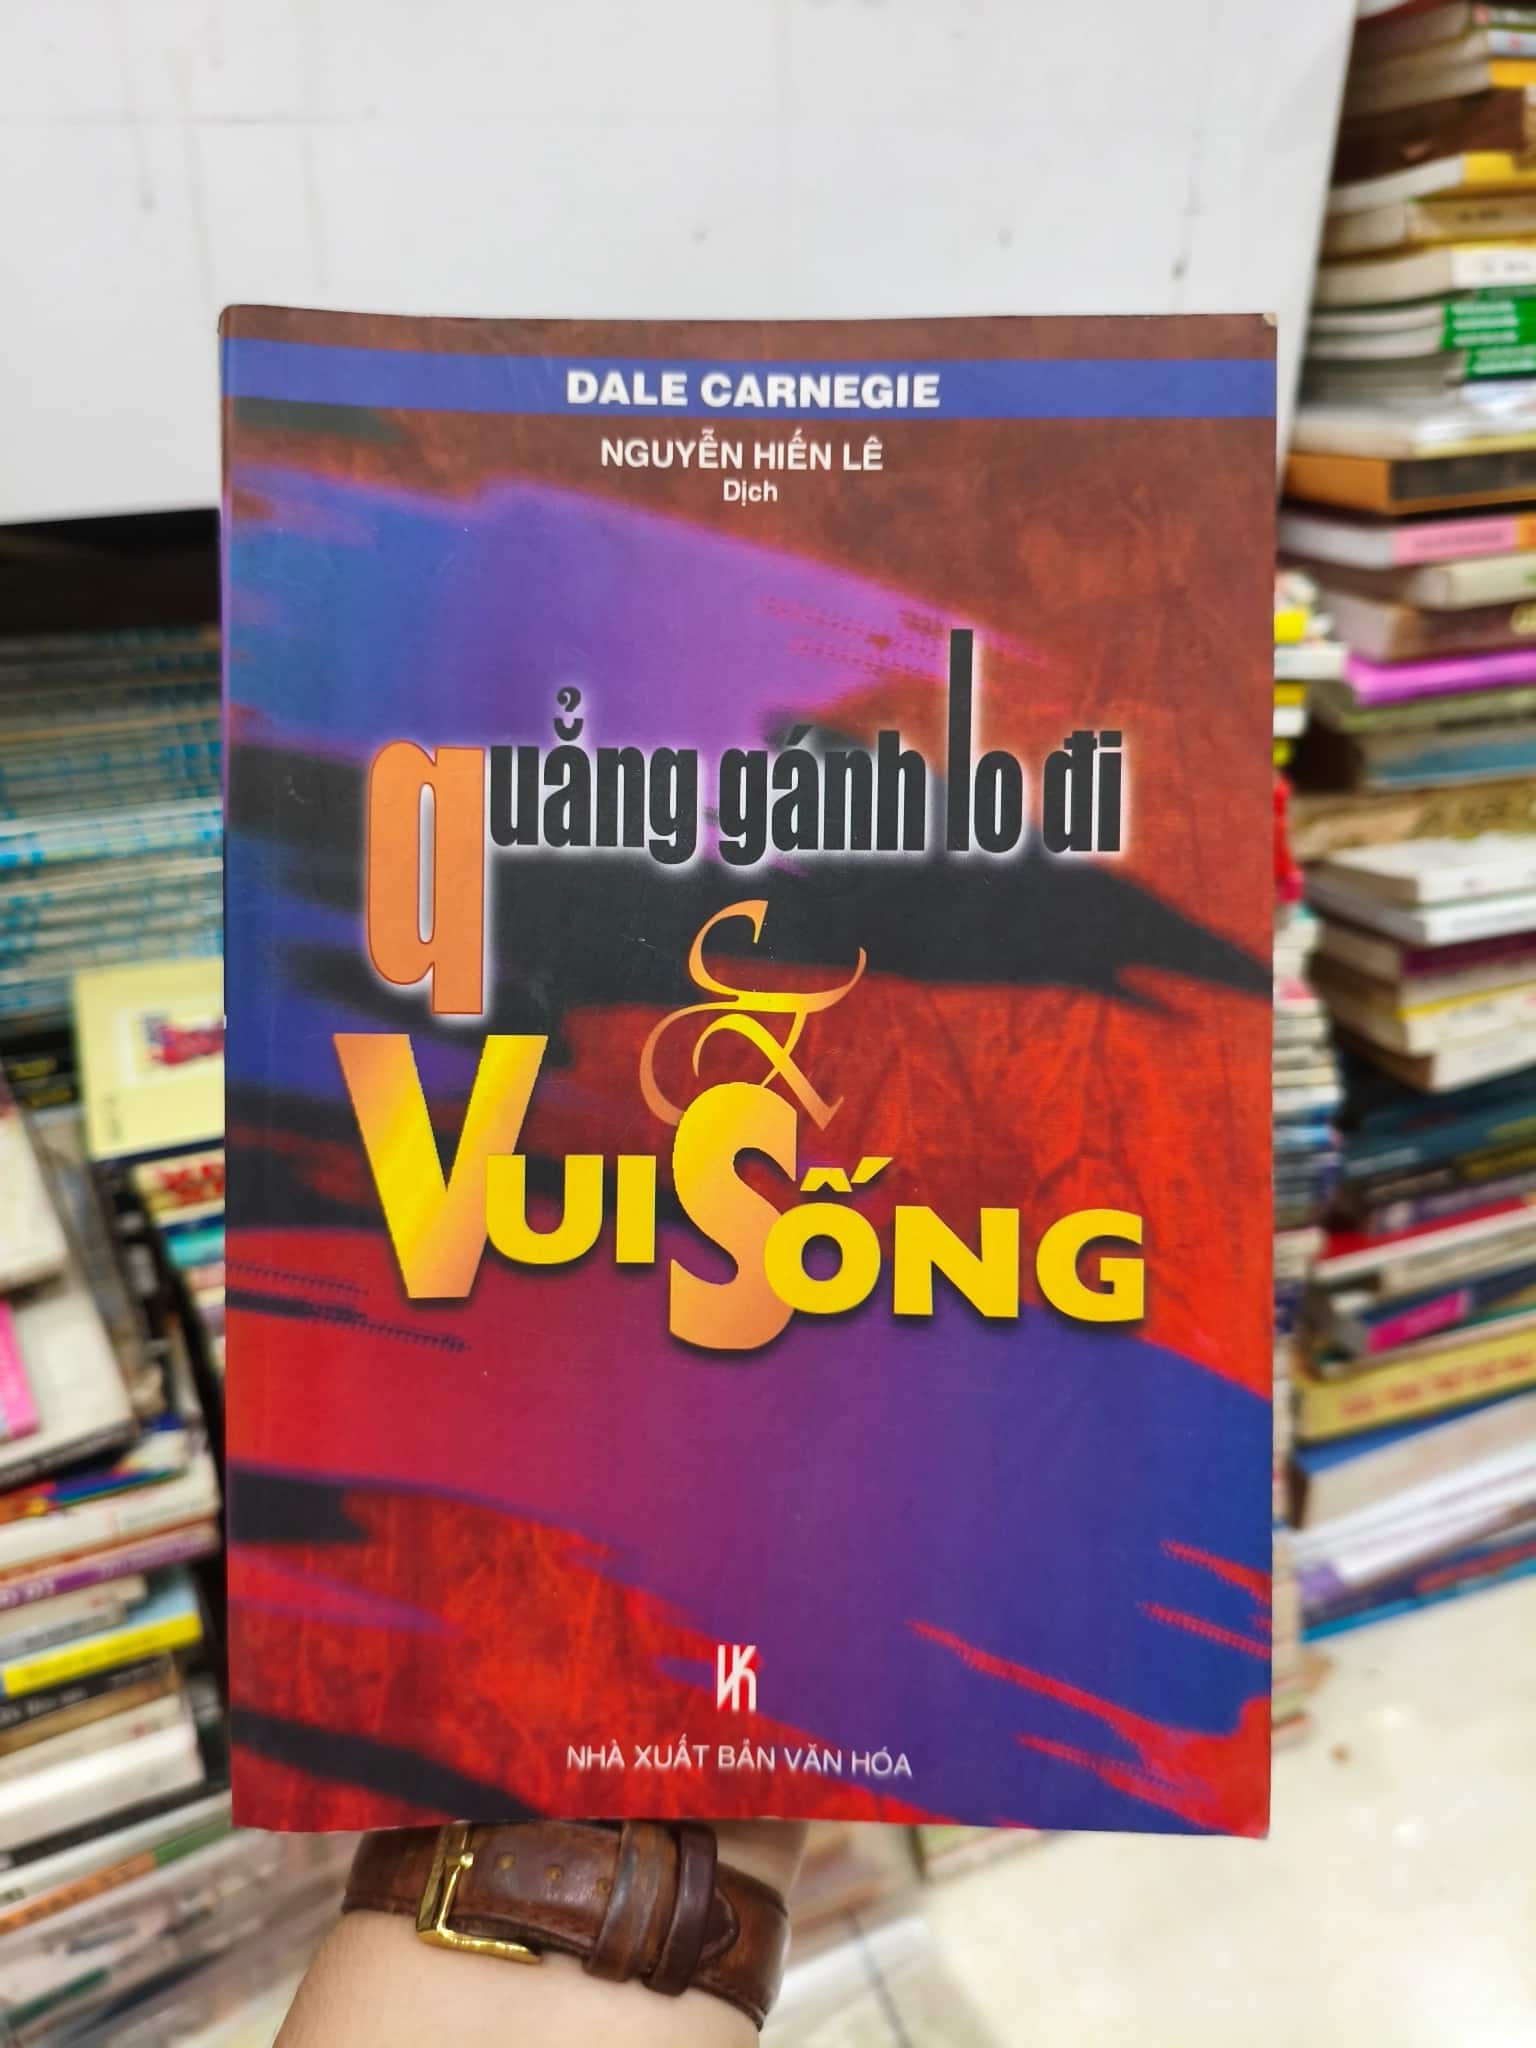 DALE CARNEGIE
NGUYỄN HIẾN LÊ
Dịch
quẳng gánh lo đi
&
VUI SỐNG
NHÀ XUẤT BẢN VĂN HÓA